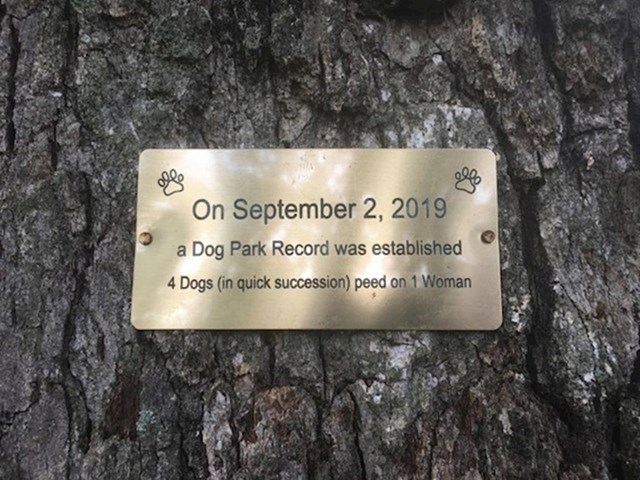 On September 2, 2019
a Dog Park Record was established
4 Dogs (in quick succession) peed on 1 Woman